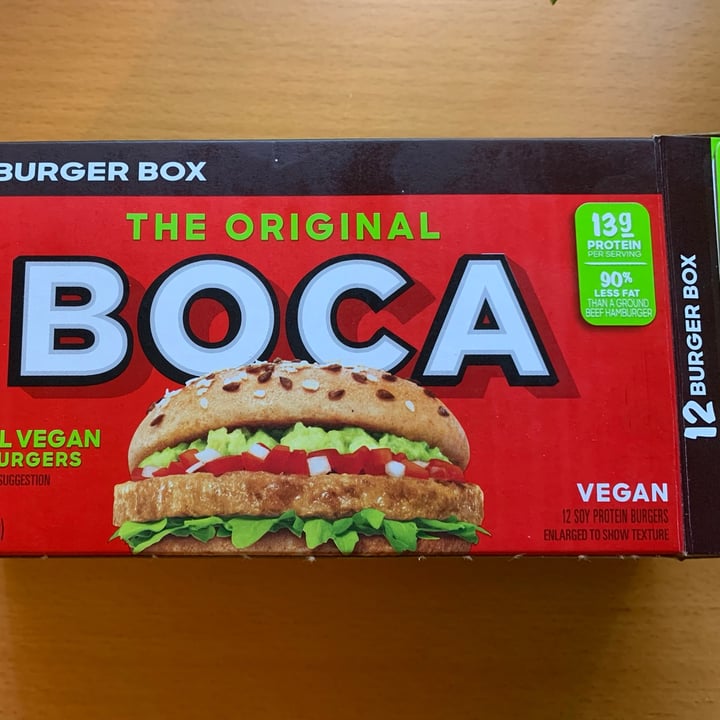 BURGER BOX
THE ORIGINAL
BOCA
13g
PROTEIN
PER SERVING
90%
LESS FAT
THAN A GROUND
BEEF HAMBURGER
12 BURGER BOX
L VEGAN
URGERS
SUGGESTION
VEGAN
12 SOY PROTEIN BURGERS
ENLARGED TO SHOW TEXTURE